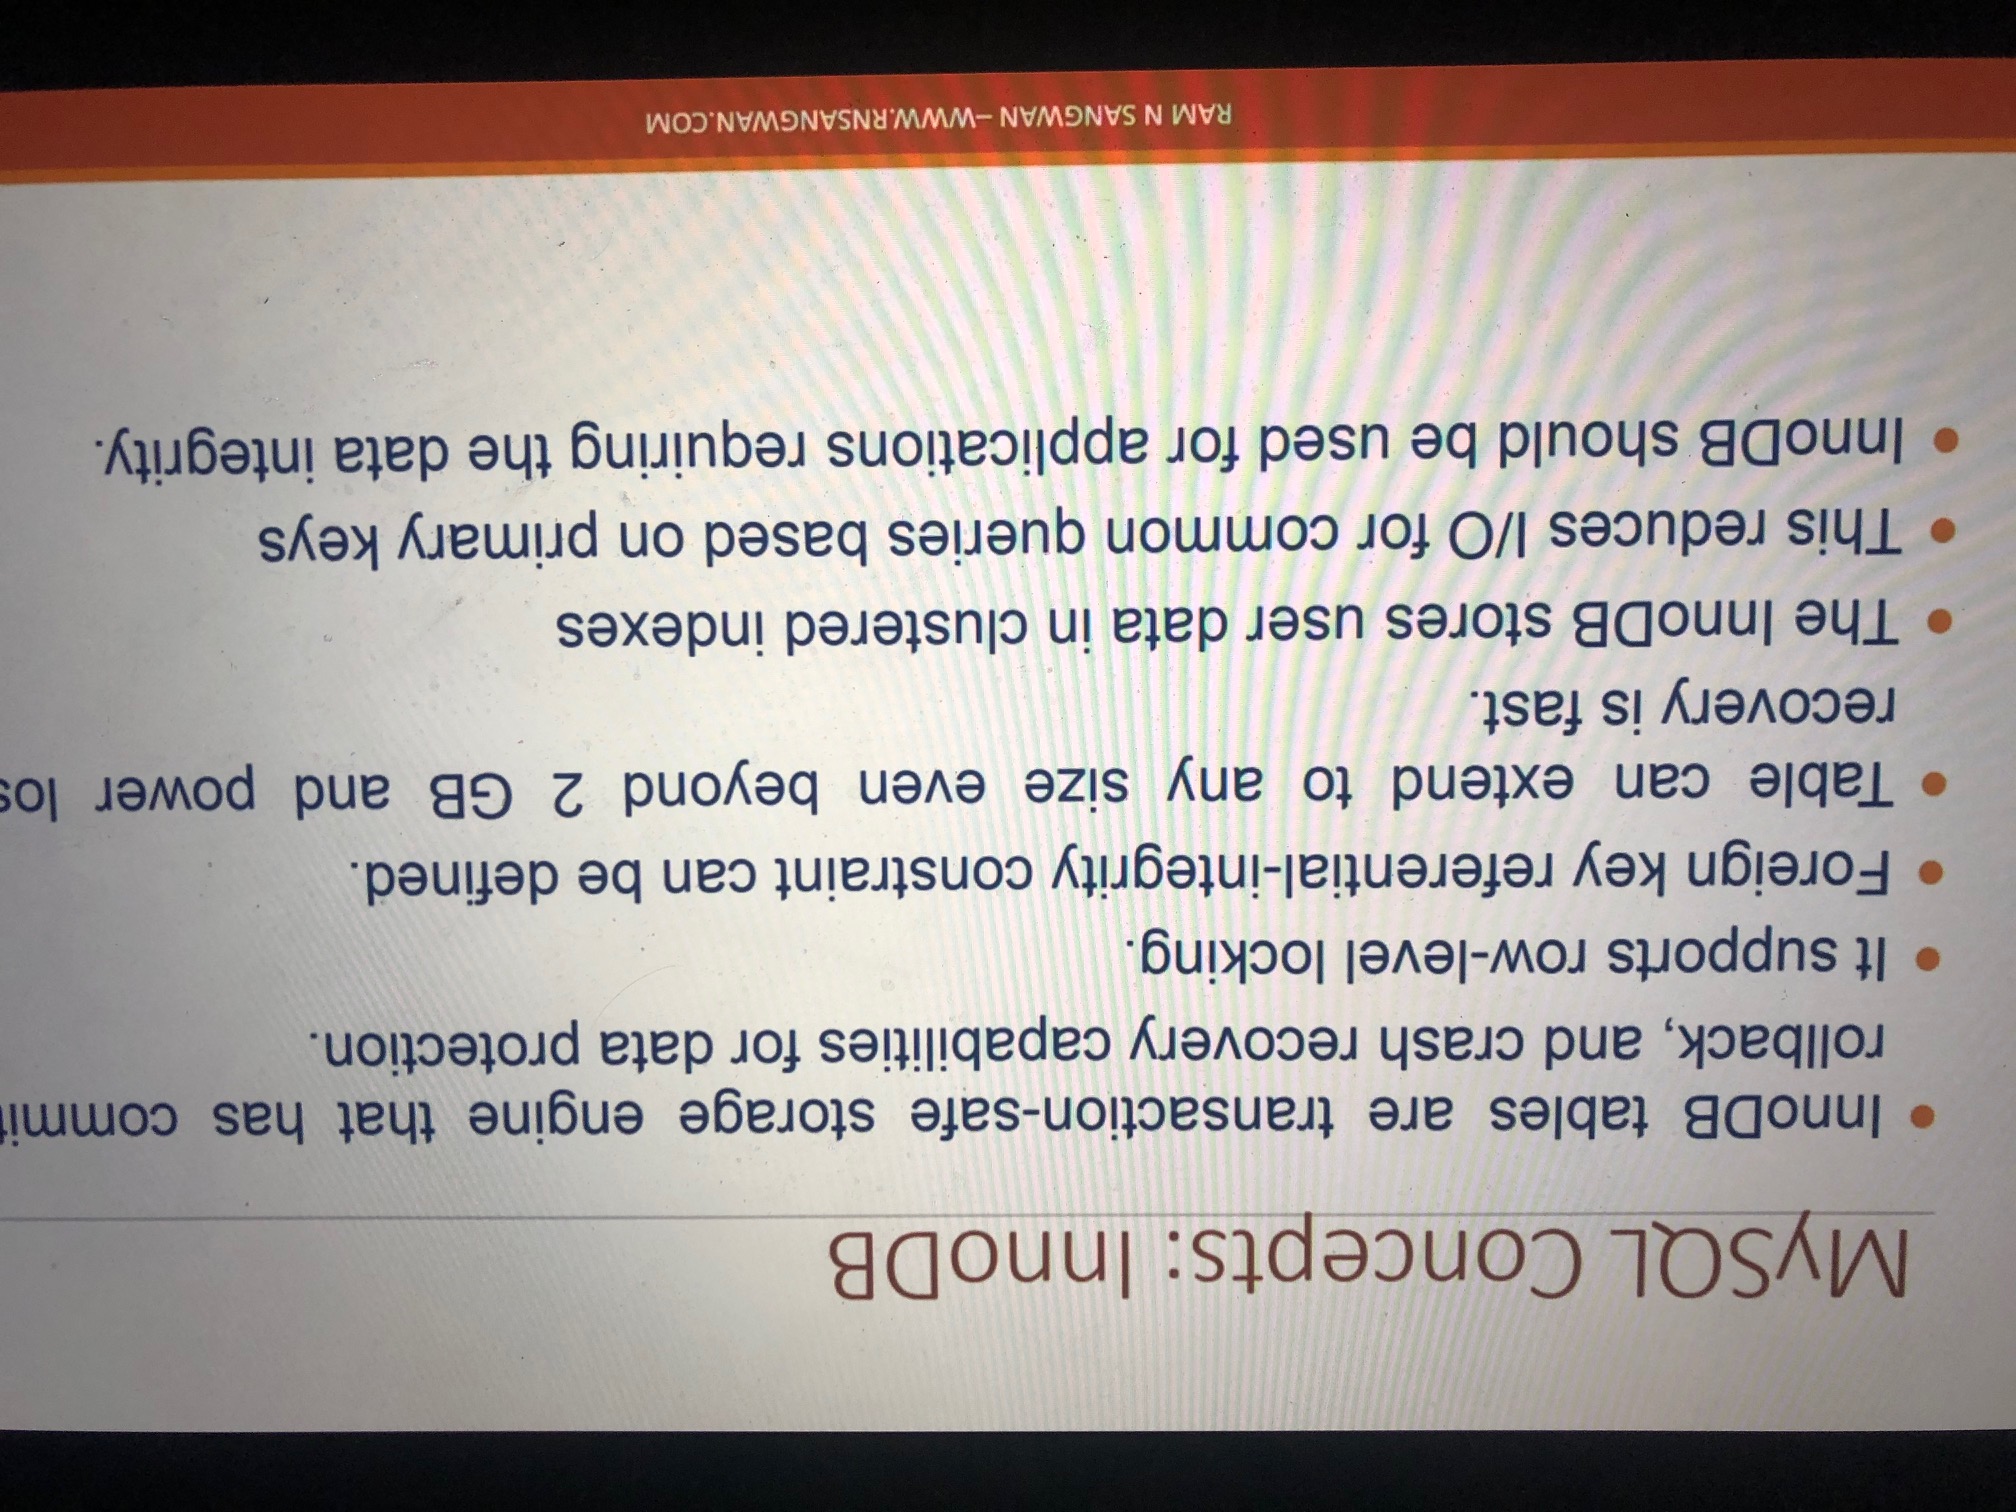 MySQL Concepts: InnoDB
• InnoDB tables are transaction-safe storage engine that has commit
rollback, and crash recovery capabilities for data protection.
• It supports row-level locking.
• Foreign key referential-integrity constraint can be defined.
• Table can extend to any size even beyond 2 GB and power los
recovery is fast.
• The InnoDB stores user data in clustered indexes
• This reduces I/O for common queries based on primary keys
• InnoDB should be used for applications requiring the data integrity.
RAM N SANGWAN –WWW.RNSANGWAN.COM